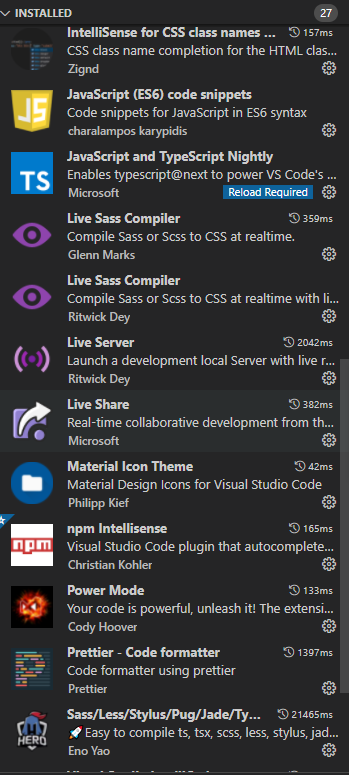 INSTALLED 27
IntelliSense for CSS class names ... 157ms
CSS class name completion for the HTML clas...
Zignd
JS
JavaScript (ES6) code snippets
Code snippets for JavaScript in ES6 syntax
charalampos karypidis
TS
JavaScript and TypeScript Nightly
Enables typescript@next to power VS Code's ...
Microsoft Reload Required
Live Sass Compiler 359ms
Compile Sass or Scss to CSS at realtime.
Glenn Marks
Live Sass Compiler
Compile Sass or Scss to CSS at realtime with li...
Ritwick Dey
Live Server 2042ms
Launch a development local Server with live r...
Ritwick Dey
Live Share 382ms
Real-time collaborative development from th...
Microsoft
Material Icon Theme 42ms
Material Design Icons for Visual Studio Code
Philipp Kief
npm
npm Intellisense 165ms
Visual Studio Code plugin that autocomplete...
Christian Kohler
Power Mode 133ms
Your code is powerful, unleash it! The extensi...
Cody Hoover
Prettier - Code formatter 1397ms
Code formatter using prettier
Prettier
Sass/Less/Stylus/Pug/Jade/Ty... 21465ms
🚀 Easy to compile ts, tsx, scss, less, stylus, jad...
HERO
Eno Yao